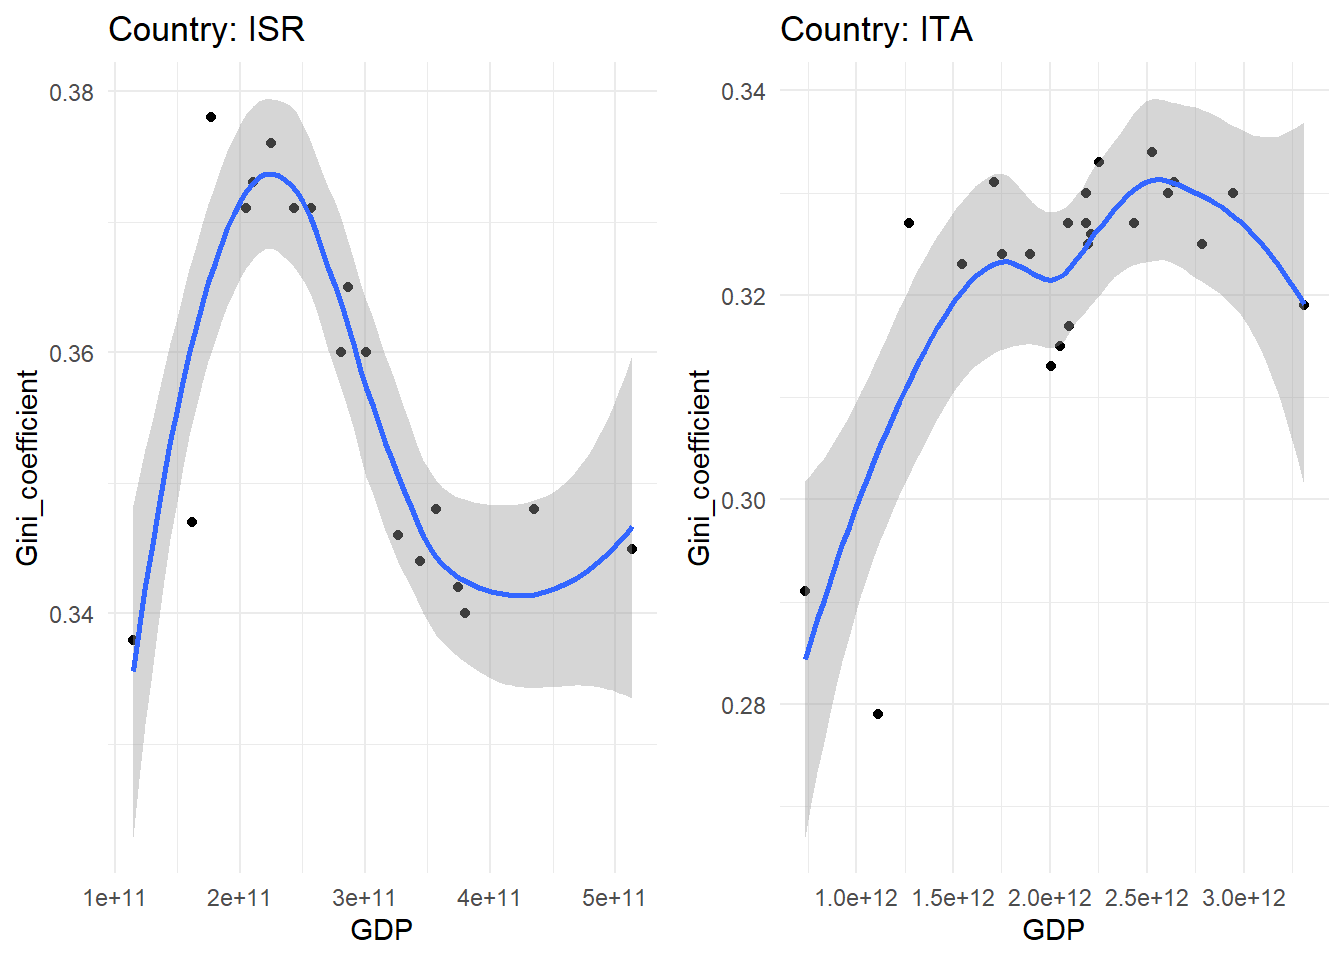 Country: ISR
Gini_coefficient
0.38
0.36
0.34
1e+11 2e+11 3e+11 4e+11 5e+11
GDP
Country: ITA
Gini_coefficient
0.34
0.32
0.30
0.28
1.0e+12 1.5e+12 2.0e+12 2.5e+12 3.0e+12
GDP